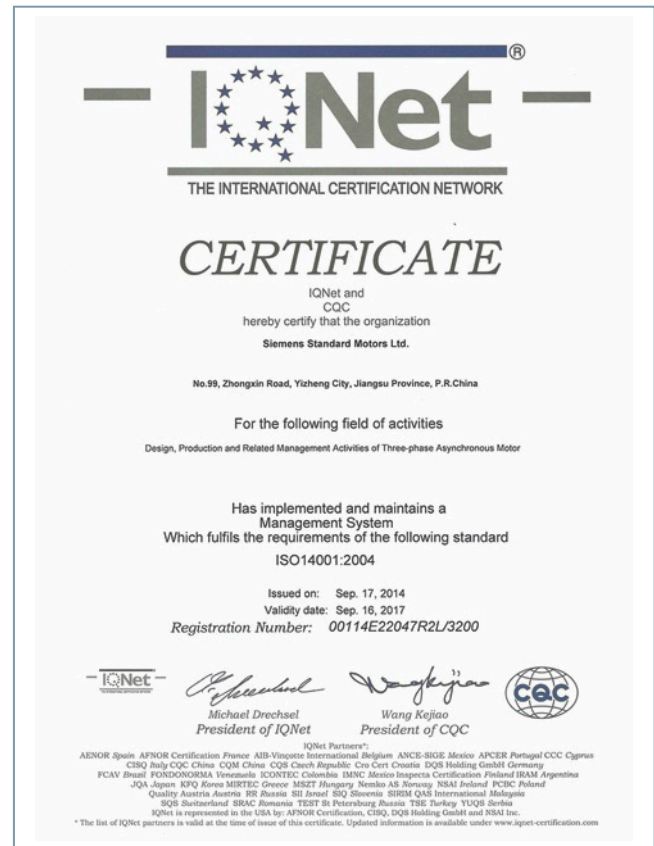 IQNet ®
THE INTERNATIONAL CERTIFICATION NETWORK
CERTIFICATE
IQNet and
CQC
hereby certify that the organization
Siemens Standard Motors Ltd.
No.99, Zhongxin Road, Yizheng City, Jiangsu Province, P.R.China
For the following field of activities
Design, Production and Related Management Activities of Three-phase Asynchronous Motor
Has implemented and maintains a
Management System
Which fulfils the requirements of the following standard
ISO14001:2004
Issued on: Sep. 17, 2014
Validity date: Sep. 16, 2017
Registration Number: 00114E22047R2L/3200
IQNet
CQC
Michael Drechsel
President of IQNet
Wang Kejiao
President of CQC
IQNet Partners*:
AENOR Spain AFNOR Certification France AIB-Vinçotte International Belgium ANCE-SIGE Mexico APCER Portugal CCC Cyprus
CISQ Italy CQC China CQM China CQS Czech Republic Cro Cert Croatia DQS Holding GmbH Germany
FCAV Brazil FONDONORMA Venezuela ICONTEC Colombia IMNC Mexico Inspecta Certification Finland IRAM Argentina
JQA Japan KFQ Korea MIRTEC Greece MSZT Hungary Nemko AS Norway NSAI Ireland PCBC Poland
Quality Austria Austria RR Russia SII Israel SIQ Slovenia SIRIM QAS International Malaysia
SQS Switzerland SRAC Romania TEST St Petersburg Russia TSE Turkey YUQS Serbia
IQNet is represented in the USA by: AFNOR Certification, CISQ, DQS Holding GmbH and NSAI Inc.
* The list of IQNet partners is valid at the time of issue of this certificate. Updated information is available under www.iqnet-certification.com